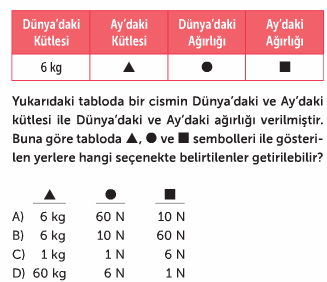 Dünya'daki Kütlesi Ay'daki Kütlesi Dünya'daki Ağırlığı Ay'daki Ağırlığı
6 kg ▲ ● ■
Yukarıdaki tabloda bir cismin Dünya'daki ve Ay'daki
kütlesi ile Dünya'daki ve Ay'daki ağırlığı verilmiştir.
Buna göre tabloda ▲, ● ve ■ sembolleri ile gösteri-
len yerlere hangi seçenekte belirtilenler getirilebilir?
▲ ● ■
A) 6 kg 60 N 10 N
B) 6 kg 10 N 60 N
C) 1 kg 1 N 6 N
D) 60 kg 6 N 1 N